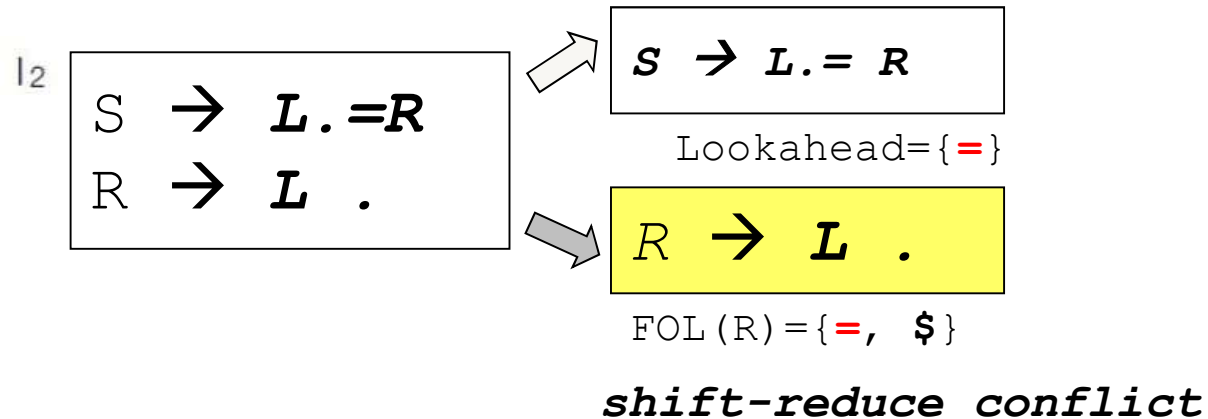 I₂
S → L.=R
R → L .
S → L.= R
Lookahead={=}
R → L .
FOL(R)={=, $}
shift-reduce conflict